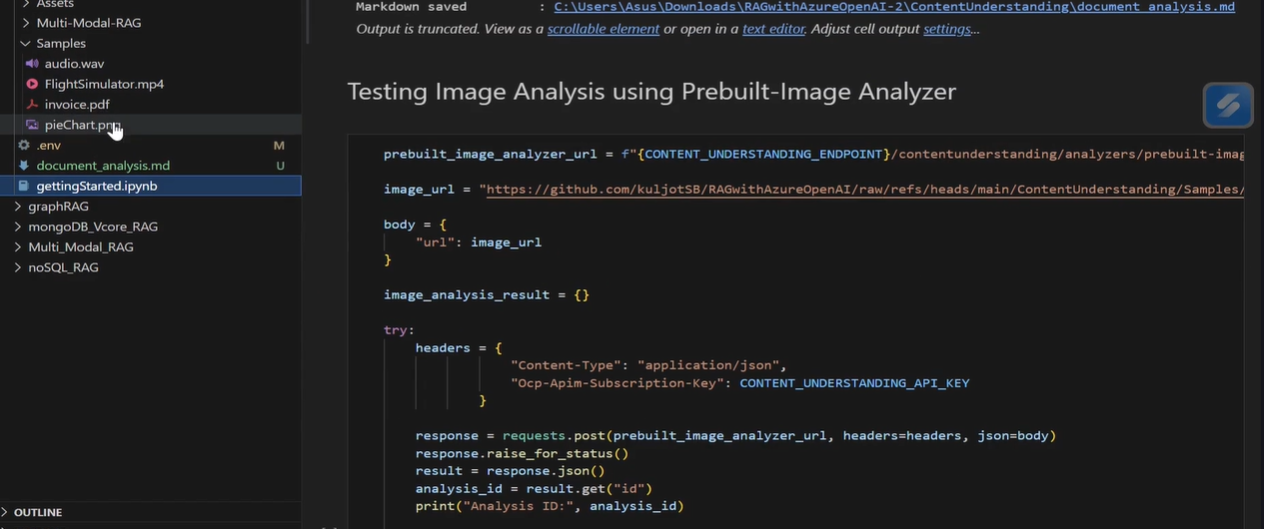 Assets
Multi-Modal-RAG
Samples
audio.wav
FlightSimulator.mp4
invoice.pdf
pieChart.png
.env M
document_analysis.md U
gettingStarted.ipynb
graphRAG
mongoDB_Vcore_RAG
Multi_Modal_RAG
noSQL_RAG
OUTLINE
Markdown saved : C:\Users\Asus\Downloads\RAGwithAzureOpenAI-2\ContentUnderstanding\document_analysis.md
Output is truncated. View as a scrollable element or open in a text editor. Adjust cell output settings...
Testing Image Analysis using Prebuilt-Image Analyzer
prebuilt_image_analyzer_url = f"{CONTENT_UNDERSTANDING_ENDPOINT}/contentunderstanding/analyzers/prebuilt-imag
image_url = "https://github.com/kuljotSB/RAGwithAzureOpenAI/raw/refs/heads/main/ContentUnderstanding/Samples/
body = {
"url": image_url
}
image_analysis_result = {}
try:
headers = {
"Content-Type": "application/json",
"Ocp-Apim-Subscription-Key": CONTENT_UNDERSTANDING_API_KEY
}
response = requests.post(prebuilt_image_analyzer_url, headers=headers, json=body)
response.raise_for_status()
result = response.json()
analysis_id = result.get("id")
print("Analysis ID:", analysis_id)